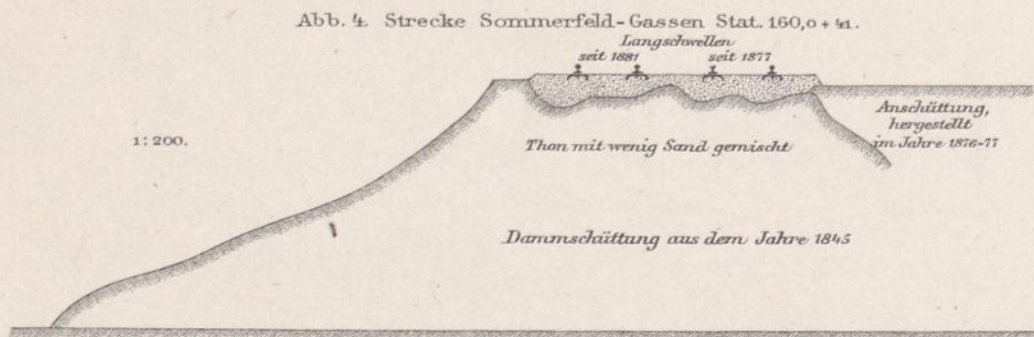 Abb. 4. Strecke Sommerfeld-Gassen Stat. 160,0 + 41.
Langschwellen
seit 1881 seit 1877
1:200.
Thon mit wenig Sand gemischt
Anschüttung,
hergestellt
im Jahre 1876-77
Dammschüttung aus dem Jahre 1845